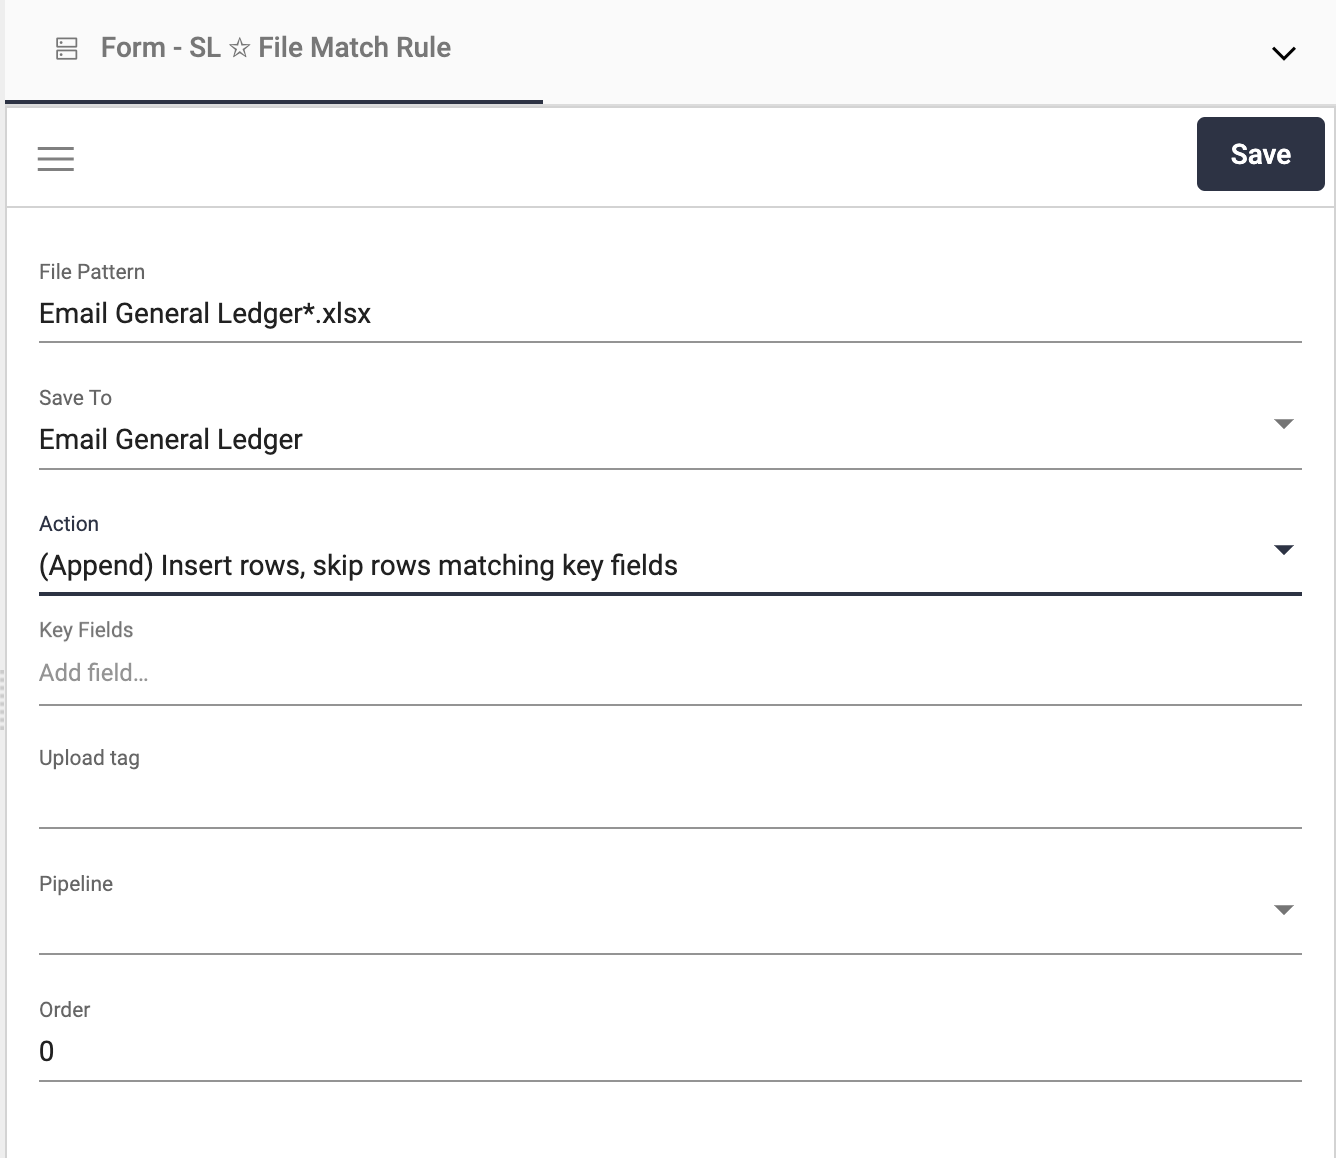 Form - SL ☆ File Match Rule
Save
File Pattern
Email General Ledger*.xlsx
Save To
Email General Ledger
Action
(Append) Insert rows, skip rows matching key fields
Key Fields
Add field...
Upload tag
Pipeline
Order
0